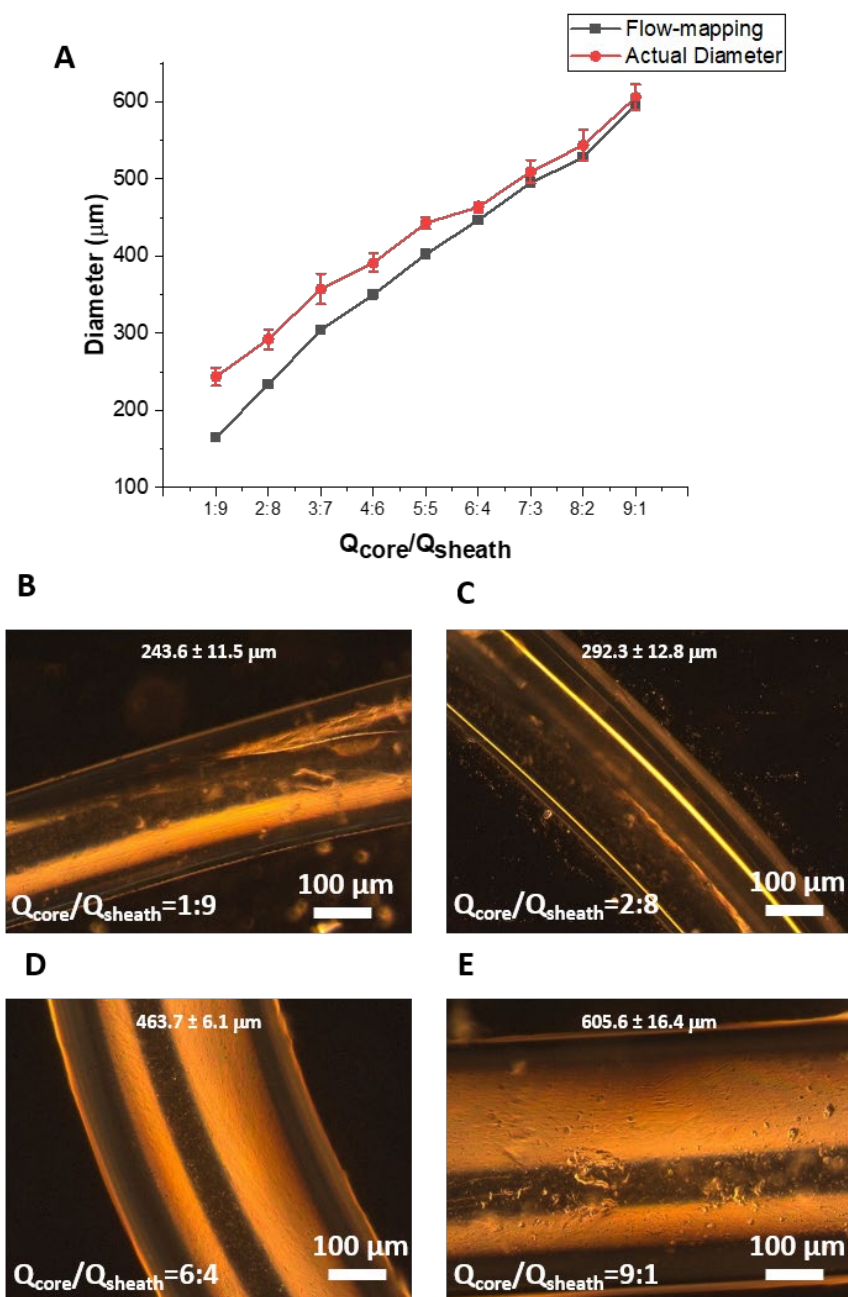 A
Flow-mapping
Actual Diameter
Diameter (μm)
600
500
400
300
200
100
1:9 2:8 3:7 4:6 5:5 6:4 7:3 8:2 9:1
Qcore/Qsheath
B
243.6 ± 11.5 μm
Qcore/Qsheath=1:9
100 μm
C
292.3 ± 12.8 μm
Qcore/Qsheath=2:8
100 μm
D
463.7 ± 6.1 μm
Qcore/Qsheath=6:4
100 μm
E
605.6 ± 16.4 μm
Qcore/Qsheath=9:1
100 μm